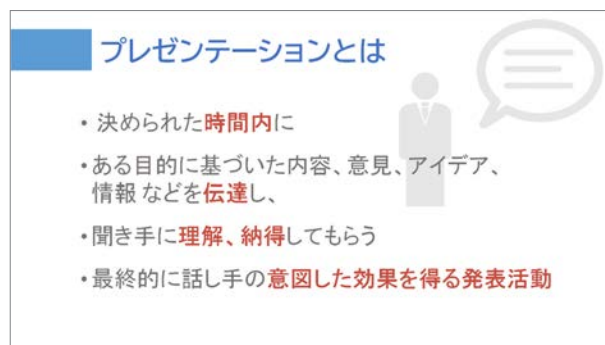 プレゼンテーションとは
・決められた時間内に
・ある目的に基づいた内容、意見、アイデア、
情報 などを伝達し、
・聞き手に理解、納得してもらう
・最終的に話し手の意図した効果を得る発表活動